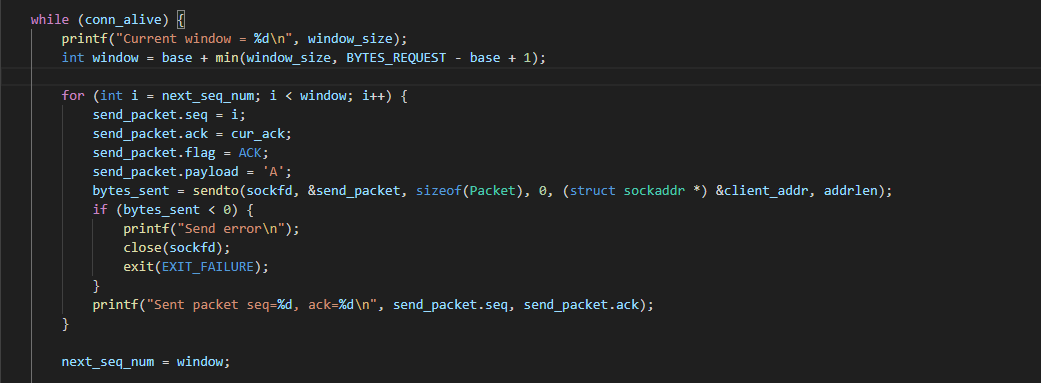 while (conn_alive) {
    printf("Current window = %d\n", window_size);
    int window = base + min(window_size, BYTES_REQUEST - base + 1);
    for (int i = next_seq_num; i < window; i++) {
        send_packet.seq = i;
        send_packet.ack = cur_ack;
        send_packet.flag = ACK;
        send_packet.payload = 'A';
        bytes_sent = sendto(sockfd, &send_packet, sizeof(Packet), 0, (struct sockaddr *) &client_addr, addrlen);
        if (bytes_sent < 0) {
            printf("Send error\n");
            close(sockfd);
            exit(EXIT_FAILURE);
        }
        printf("Sent packet seq=%d, ack=%d\n", send_packet.seq, send_packet.ack);
    }
    next_seq_num = window;